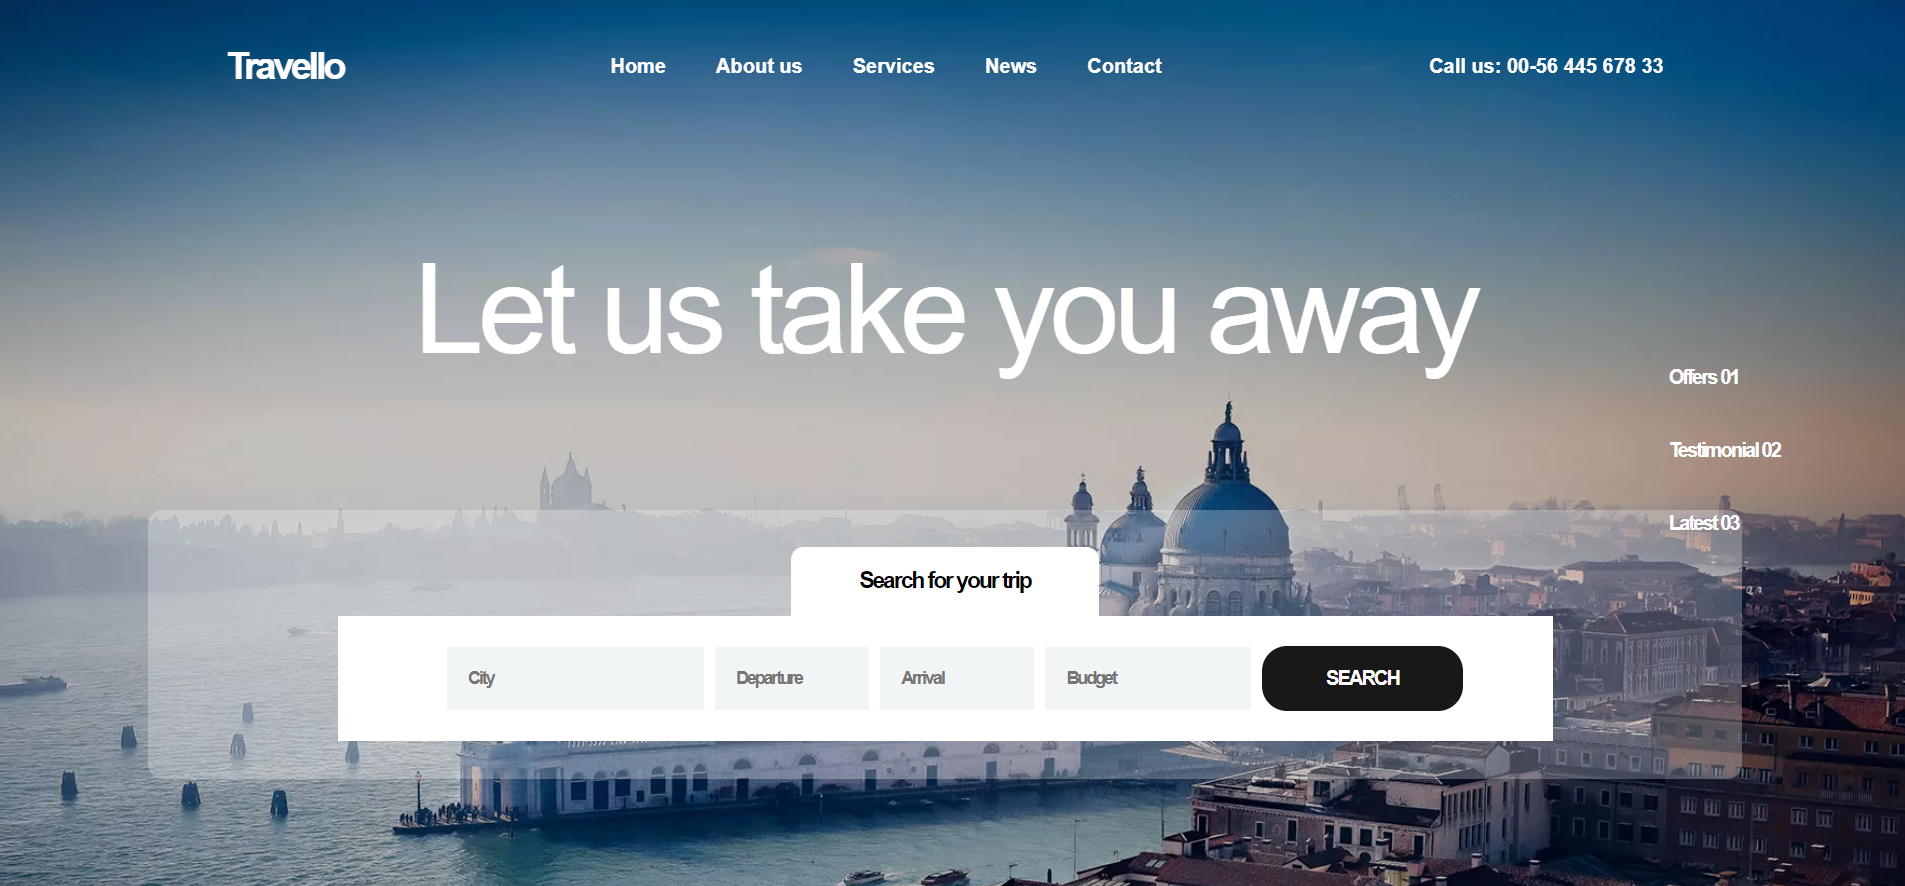 Travello
Home
About us
Services
News
Contact
Call us: 00-56 445 678 33
Let us take you away
Offers 01
Testimonial 02
Latest 03
Search for your trip
City
Departure
Arrival
Budget
SEARCH